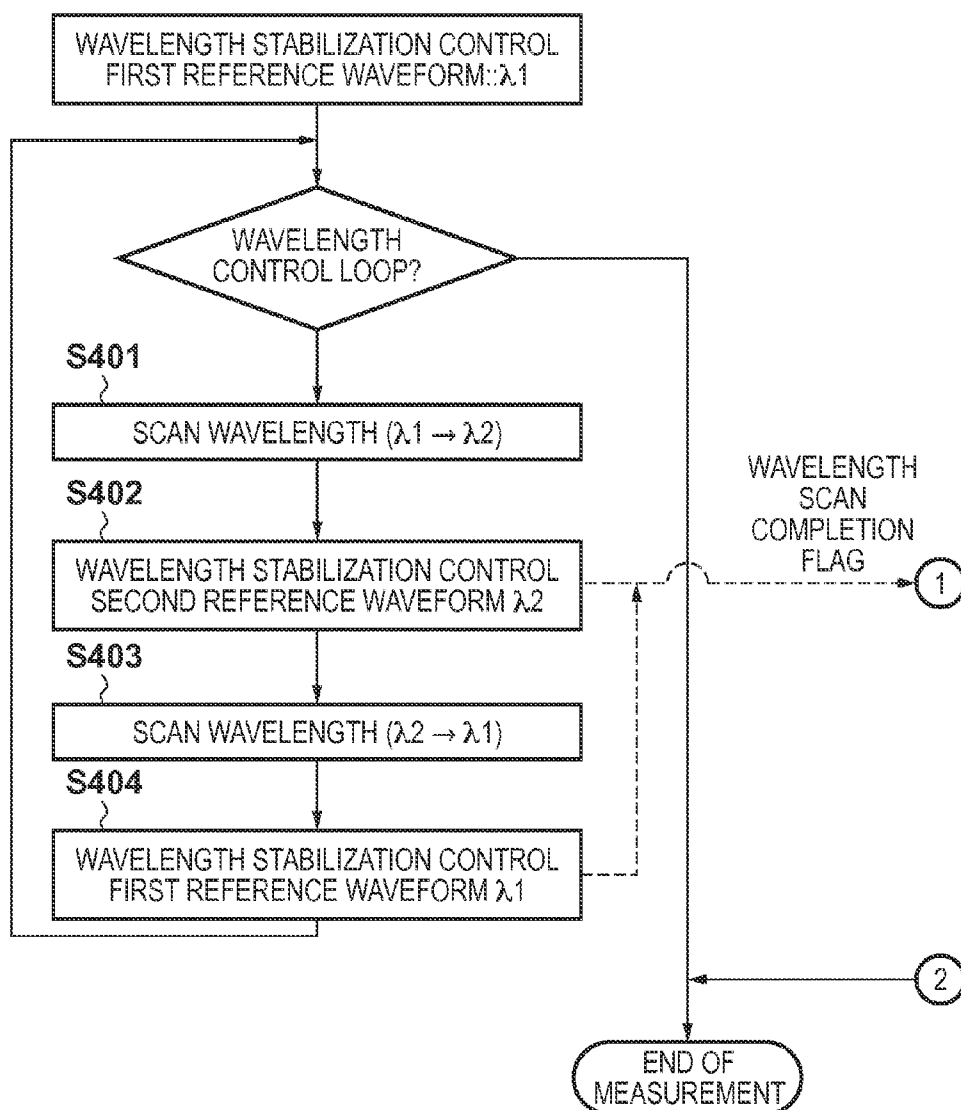 WAVELENGTH STABILIZATION CONTROL
FIRST REFERENCE WAVEFORM::λ1
WAVELENGTH
CONTROL LOOP?
S401
SCAN WAVELENGTH (λ1 → λ2)
S402
WAVELENGTH STABILIZATION CONTROL
SECOND REFERENCE WAVEFORM λ2
WAVELENGTH
SCAN
COMPLETION
FLAG
1
S403
SCAN WAVELENGTH (λ2 → λ1)
S404
WAVELENGTH STABILIZATION CONTROL
FIRST REFERENCE WAVEFORM λ1
2
END OF
MEASUREMENT